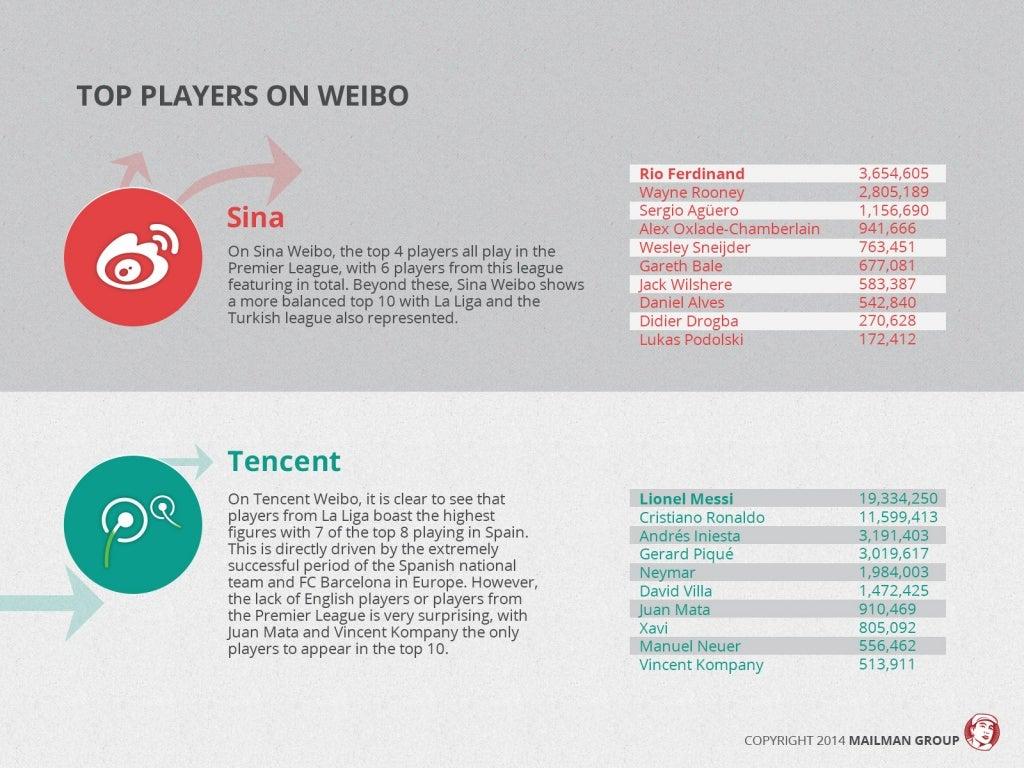 TOP PLAYERS ON WEIBO
Sina
On Sina Weibo, the top 4 players all play in the
Premier League, with 6 players from this league
featuring in total. Beyond these, Sina Weibo shows
a more balanced top 10 with La Liga and the
Turkish league also represented.
Rio Ferdinand 3,654,605
Wayne Rooney 2,805,189
Sergio Agüero 1,156,690
Alex Oxlade-Chamberlain 941,666
Wesley Sneijder 763,451
Gareth Bale 677,081
Jack Wilshere 583,387
Daniel Alves 542,840
Didier Drogba 270,628
Lukas Podolski 172,412
Tencent
On Tencent Weibo, it is clear to see that
players from La Liga boast the highest
figures with 7 of the top 8 playing in Spain.
This is directly driven by the extremely
successful period of the Spanish national
team and FC Barcelona in Europe. However,
the lack of English players or players from
the Premier League is very surprising, with
Juan Mata and Vincent Kompany the only
players to appear in the top 10.
Lionel Messi 19,334,250
Cristiano Ronaldo 11,599,413
Andrés Iniesta 3,191,403
Gerard Piqué 3,019,617
Neymar 1,984,003
David Villa 1,472,425
Juan Mata 910,469
Xavi 805,092
Manuel Neuer 556,462
Vincent Kompany 513,911
COPYRIGHT 2014 MAILMAN GROUP